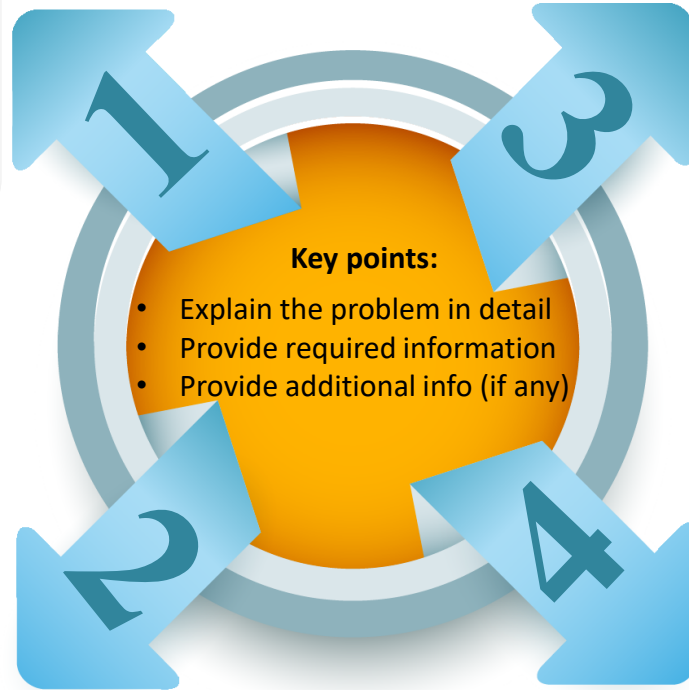 1
3
Key points:
• Explain the problem in detail
• Provide required information
• Provide additional info (if any)
2
4